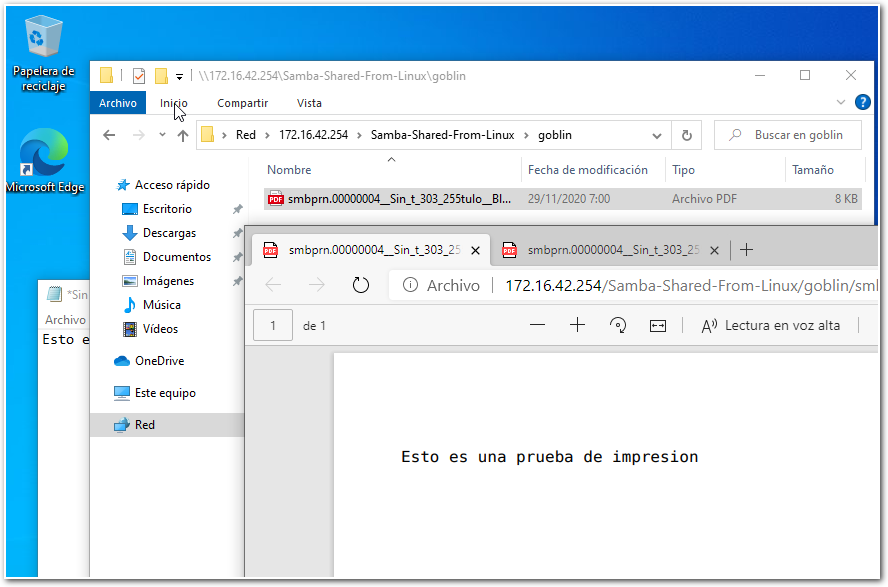 Papelera de
reciclaje
Microsoft Edge
\\172.16.42.254\Samba-Shared-From-Linux\goblin
Archivo Inicio Compartir Vista
Red 172.16.42.254 Samba-Shared-From-Linux goblin
Buscar en goblin
Nombre Fecha de modificación Tipo Tamaño
smbprn.00000004__Sin_t_303_255tulo__Bl... 29/11/2020 7:00 Archivo PDF 8 KB
Acceso rápido
Escritorio
Descargas
Documentos
Imágenes
Música
Vídeos
OneDrive
Este equipo
Red
*Sin
Archivo
Esto e
smbprn.00000004__Sin_t_303_25 smbprn.00000004__Sin_t_303_255
Archivo 172.16.42.254/Samba-Shared-From-Linux/goblin/sml
1 de 1 Lectura en voz alta
Esto es una prueba de impresion